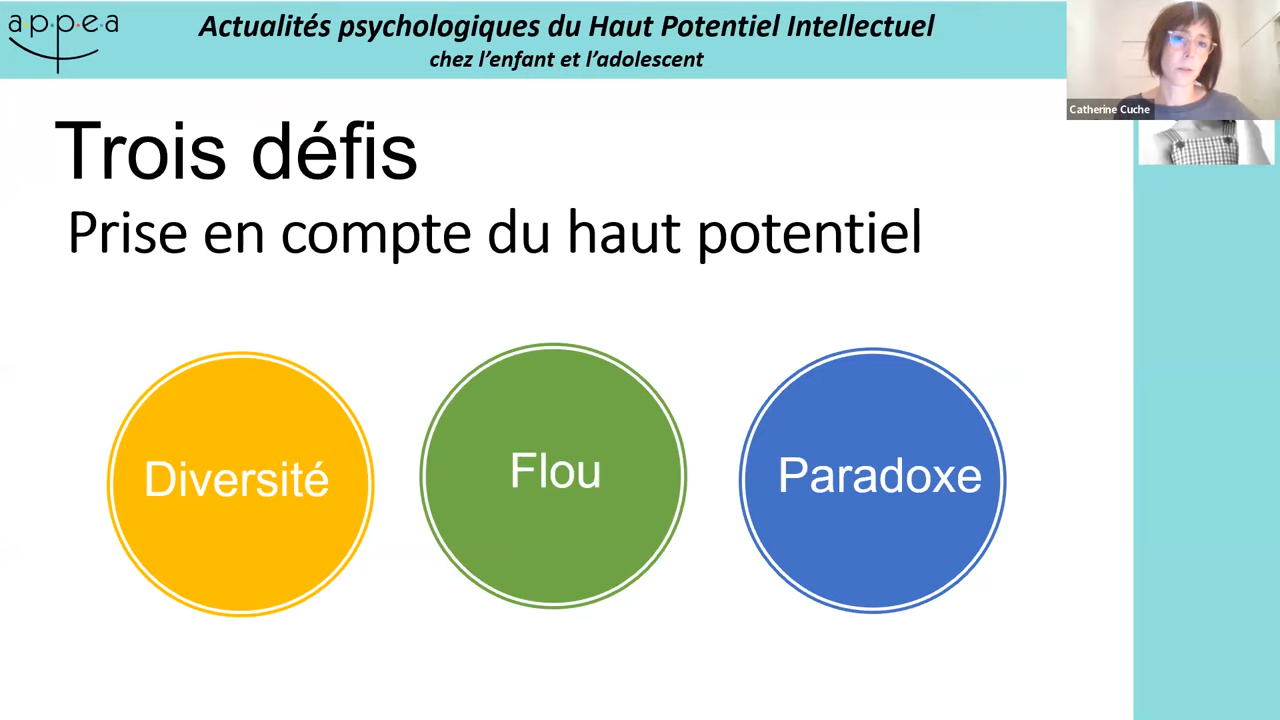 appea
Actualités psychologiques du Haut Potentiel Intellectuel
chez l’enfant et l’adolescent
Catherine Cuche
Trois défis
Prise en compte du haut potentiel
Diversité
Flou
Paradoxe